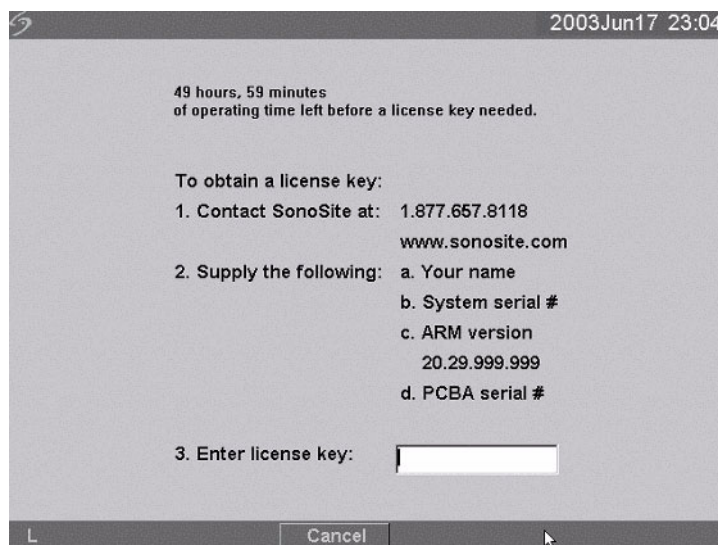 2003Jun17 23:04
49 hours, 59 minutes
of operating time left before a license key needed.
To obtain a license key:
1. Contact SonoSite at: 1.877.657.8118
www.sonosite.com
2. Supply the following: a. Your name
b. System serial #
c. ARM version
20.29.999.999
d. PCBA serial #
3. Enter license key:
L Cancel